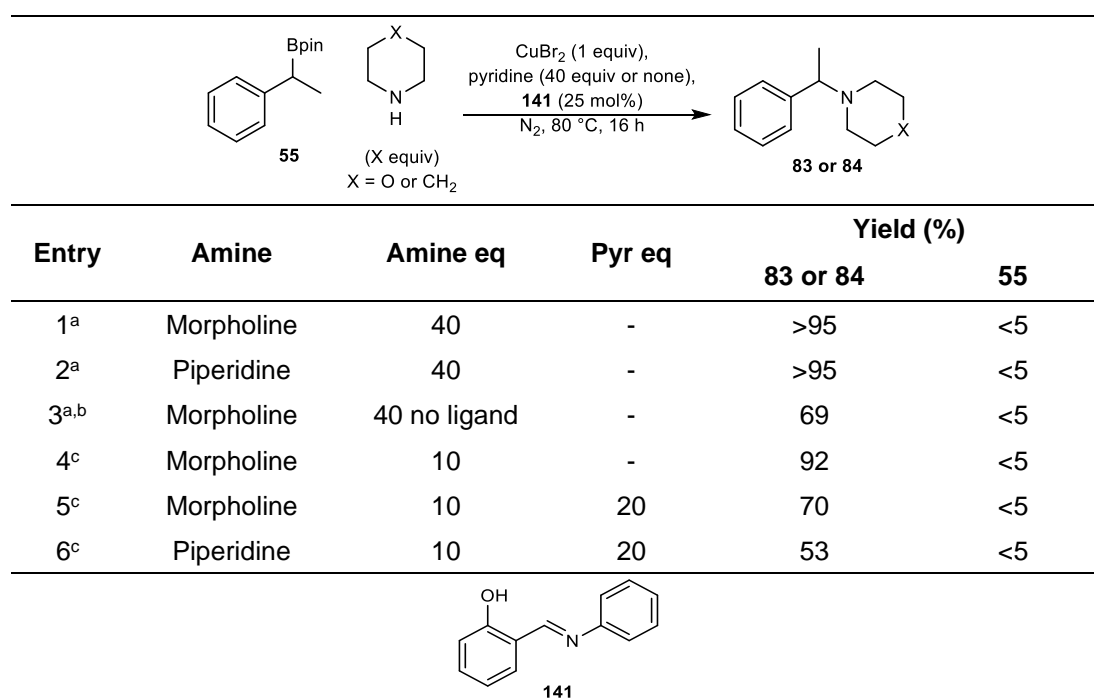 Bpin
X
N
H
55
(X equiv)
X = O or CH₂
CuBr₂ (1 equiv),
pyridine (40 equiv or none),
141 (25 mol%)
N₂, 80 °C, 16 h
N
X
83 or 84
Entry Amine Amine eq Pyr eq Yield (%)
83 or 84 55
1ᵃ Morpholine 40 - >95 <5
2ᵃ Piperidine 40 - >95 <5
3ᵃ,ᵇ Morpholine 40 no ligand - 69 <5
4ᶜ Morpholine 10 - 92 <5
5ᶜ Morpholine 10 20 70 <5
6ᶜ Piperidine 10 20 53 <5
OH
N
141